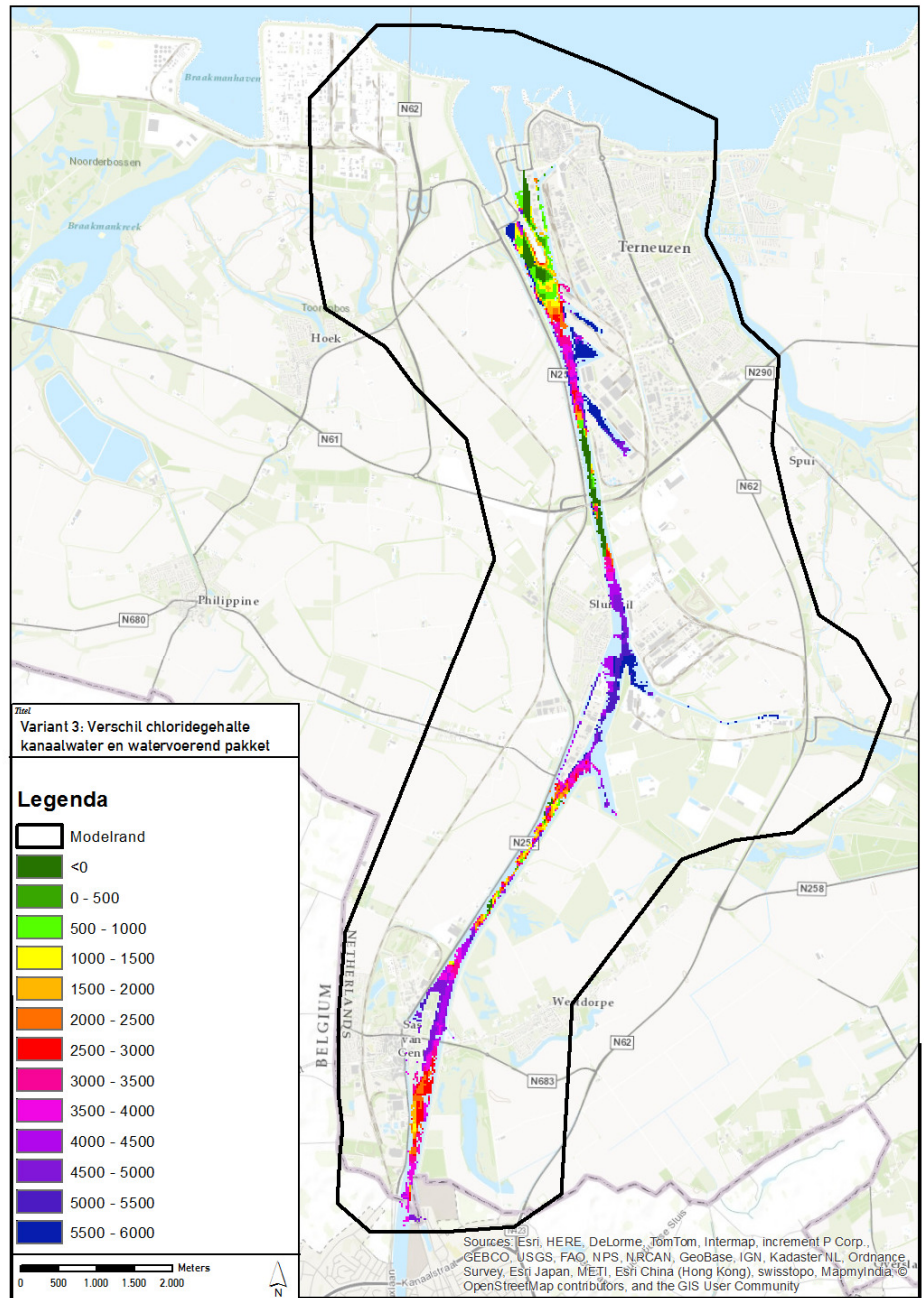 Braakmanhaven
N62
Noorderbossen
Braakmankreek
Terneuzen
Hoek
N290
N61
Spui
N62
Philippine
N680
Titel
Variant 3: Verschil chloridegehalte
kanaalwater en watervoerend pakket
Legenda
Modelrand
<0
0 - 500
500 - 1000
1000 - 1500
1500 - 2000
2000 - 2500
2500 - 3000
3000 - 3500
3500 - 4000
4000 - 4500
4500 - 5000
5000 - 5500
5500 - 6000
N258
NETHERLANDS
BELGIUM
Sas
van
Gen
N62
N683
Meters
0 500 1.000 2.000
N
Kanaalstraat
Sources: Esri, HERE, DeLorme, TomTom, Intermap, increment P Corp.,
GEBCO, USGS, FAO, NPS, NRCAN, GeoBase, IGN, Kadaster NL, Ordnance
Survey, Esri Japan, METI, Esri China (Hong Kong), swisstopo, MapmyIndia, ©
OpenStreetMap contributors, and the GIS User Community